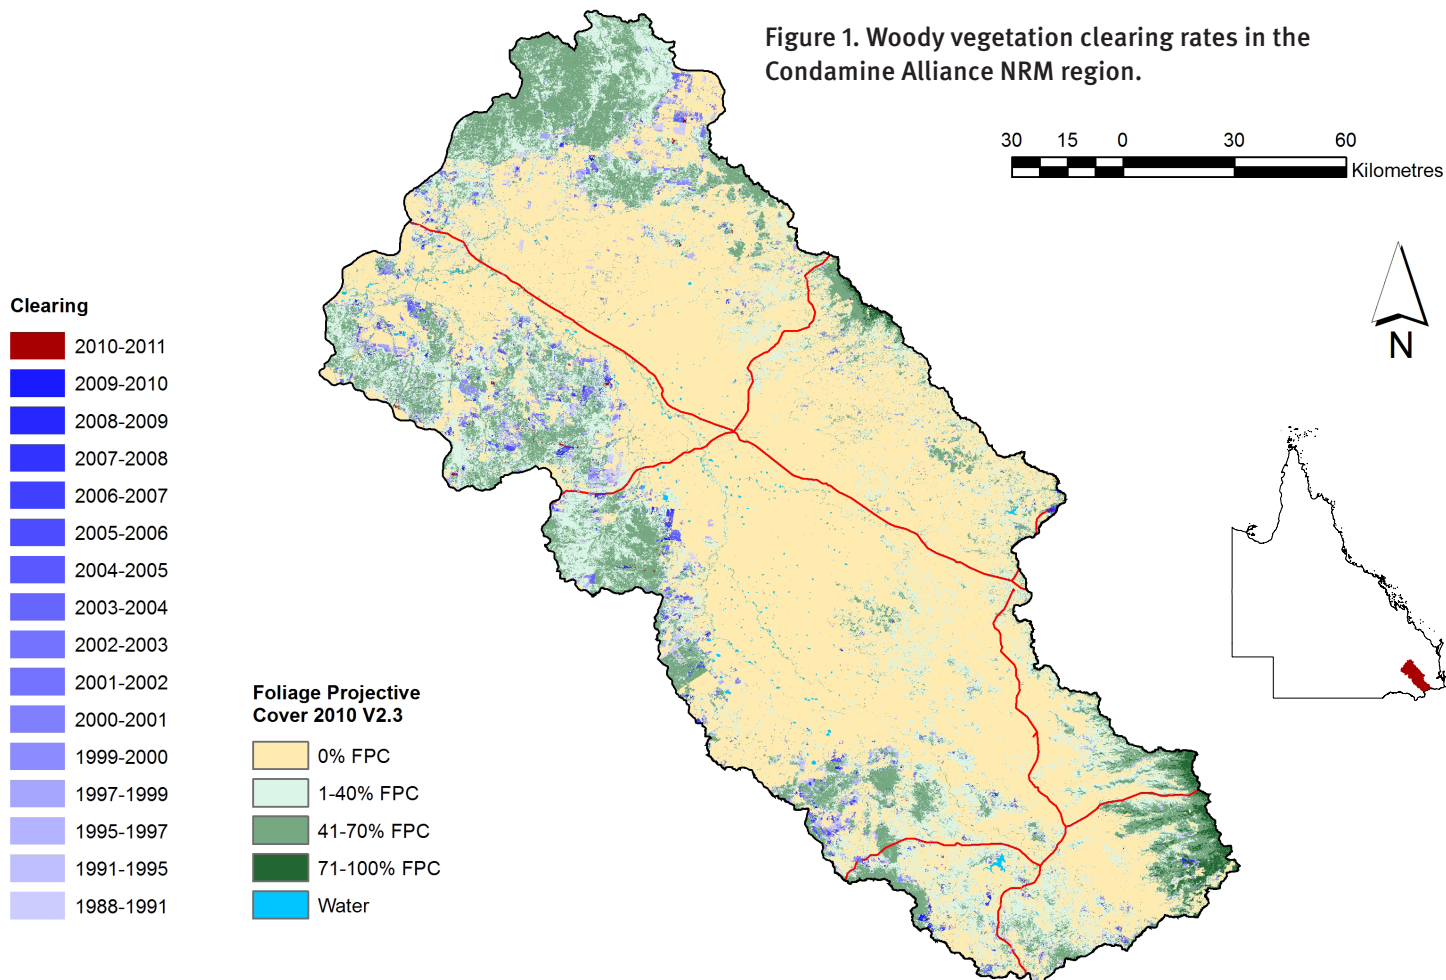 Figure 1. Woody vegetation clearing rates in the
Condamine Alliance NRM region.
30 15 0 30 60
Kilometres
N
Clearing
2010-2011
2009-2010
2008-2009
2007-2008
2006-2007
2005-2006
2004-2005
2003-2004
2002-2003
2001-2002
2000-2001
1999-2000
1997-1999
1995-1997
1991-1995
1988-1991
Foliage Projective
Cover 2010 V2.3
0% FPC
1-40% FPC
41-70% FPC
71-100% FPC
Water